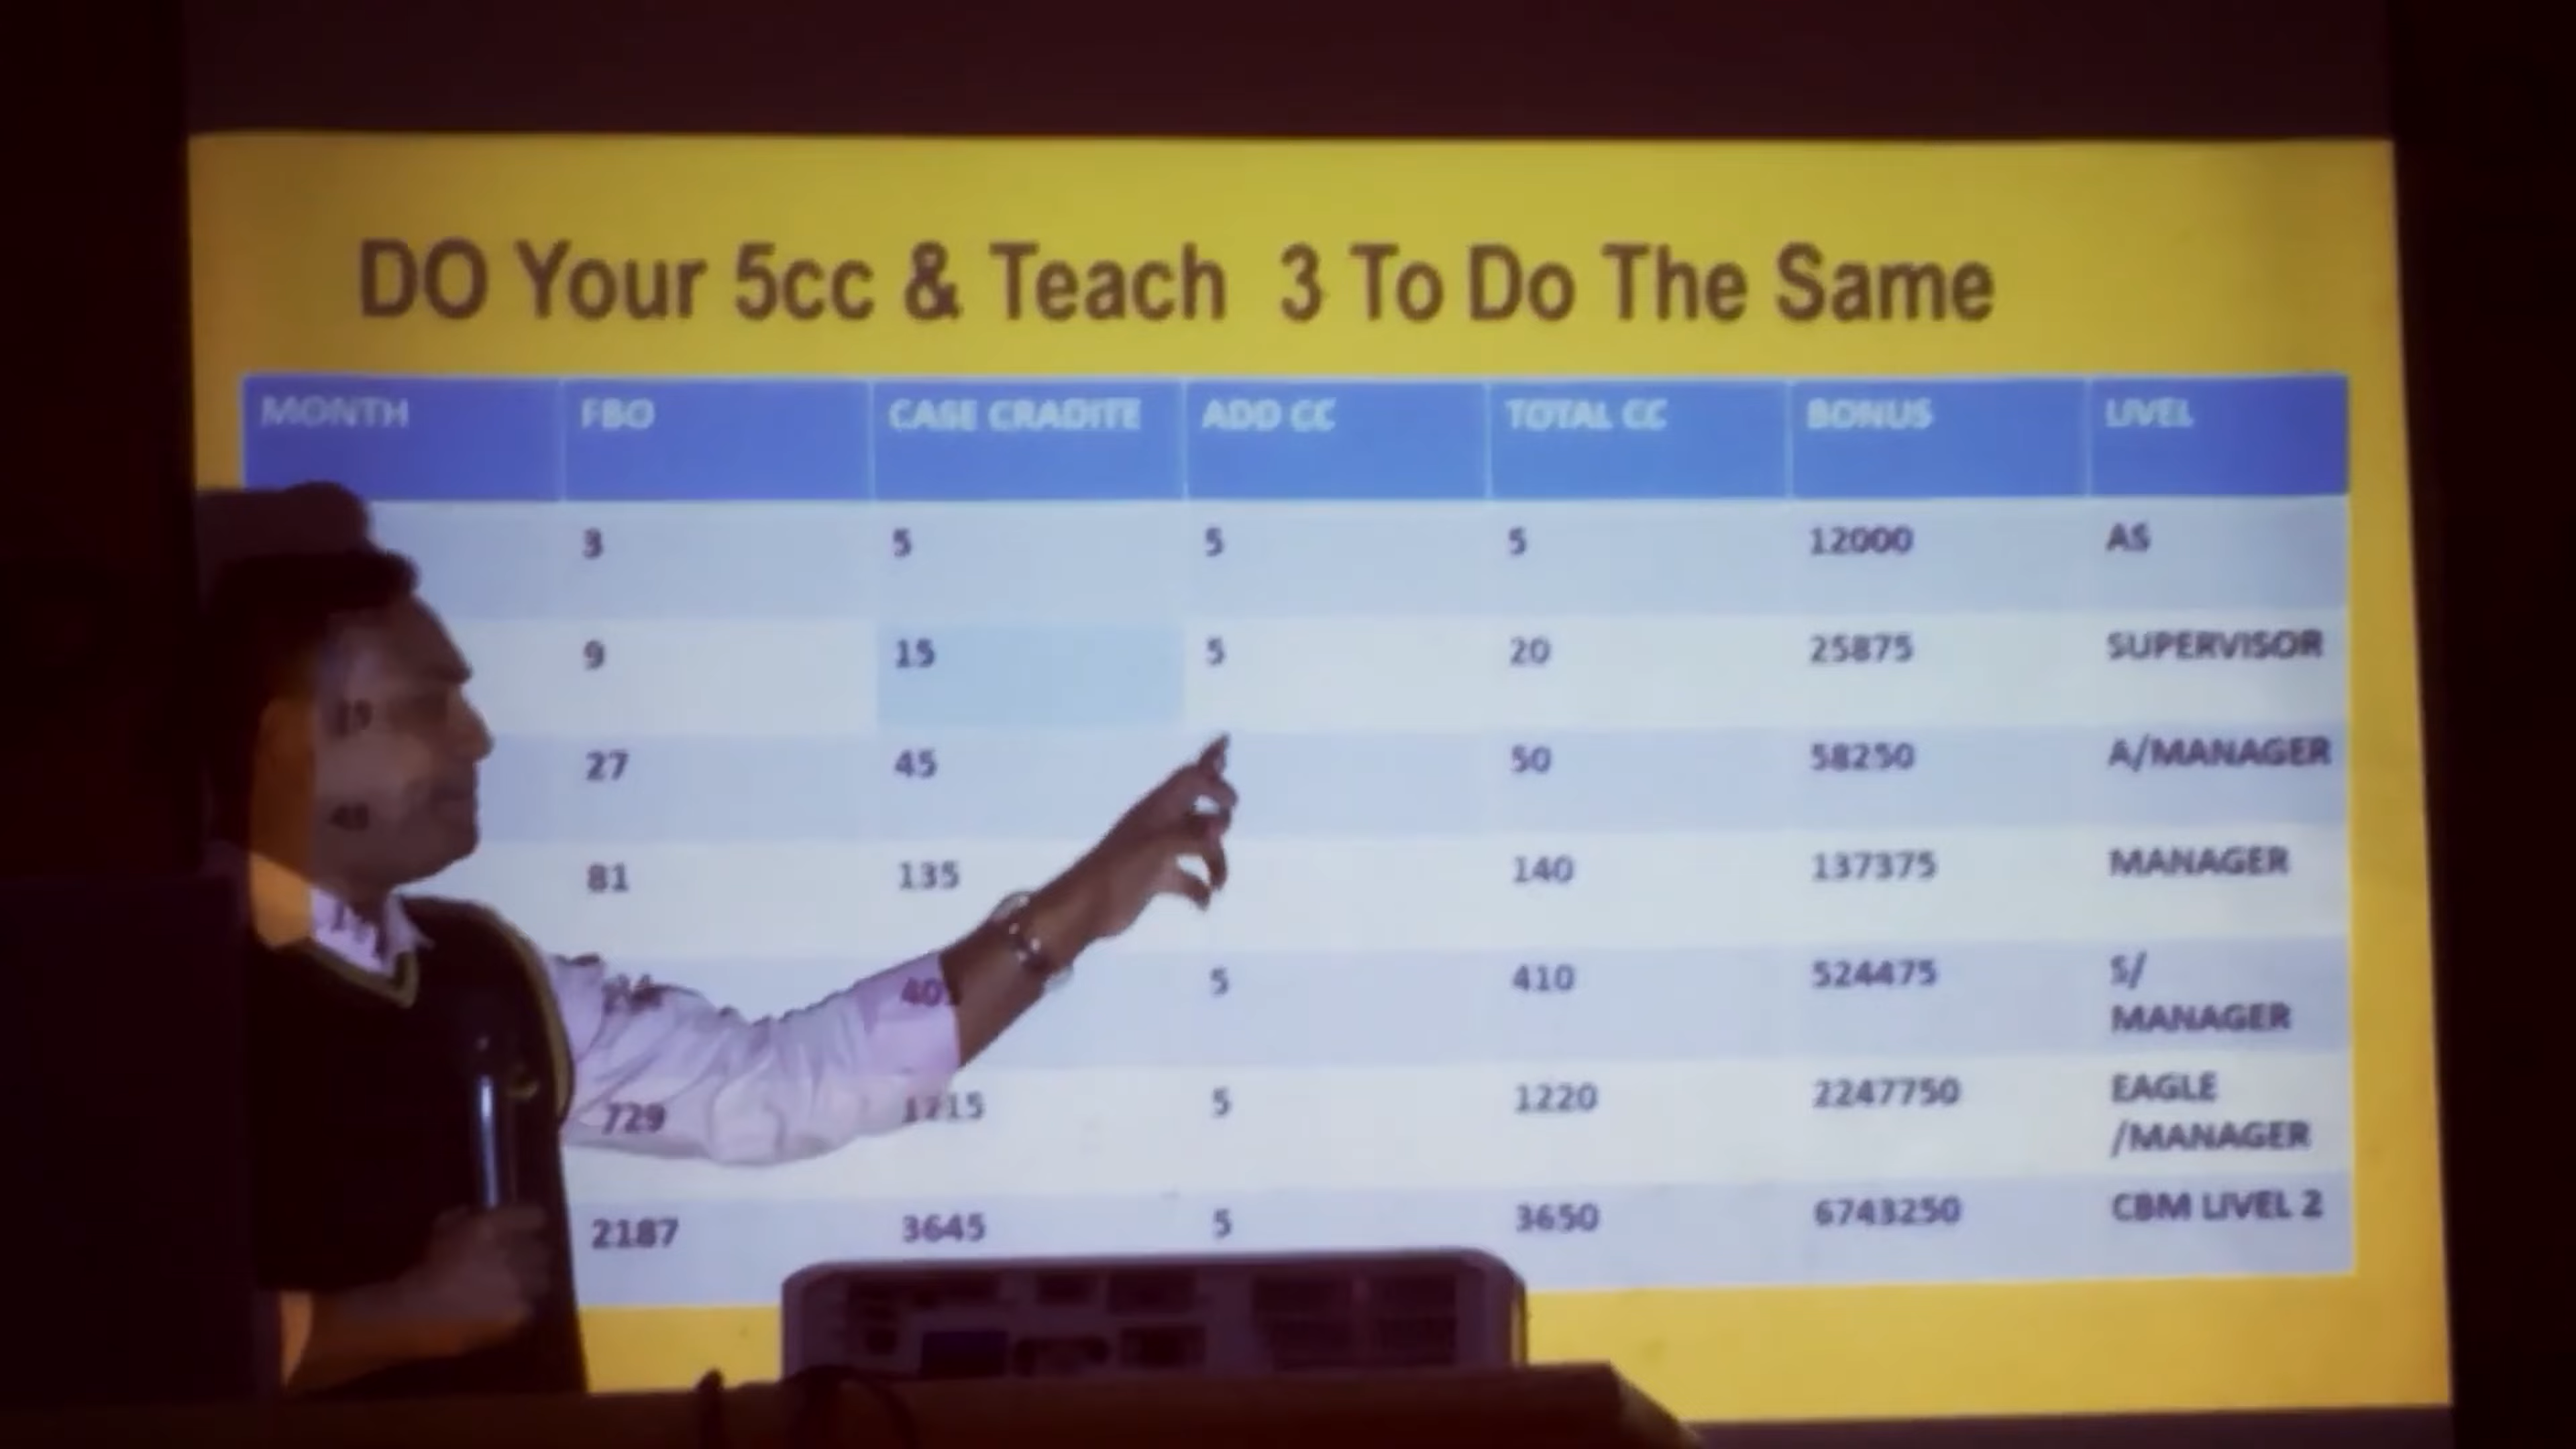 DO Your 5cc & Teach 3 To Do The Same
MONTH FBO CASE CRADITE ADD CC TOTAL CC BONUS LIVEL
3 5 5 5 12000 AS
9 15 5 20 25875 SUPERVISOR
27 45 50 58250 A/MANAGER
81 135 140 137375 MANAGER
5 410 524475 S/
MANAGER
729 1215 5 1220 2247750 EAGLE
/MANAGER
2187 3645 5 3650 6743250 CBM LIVEL 2